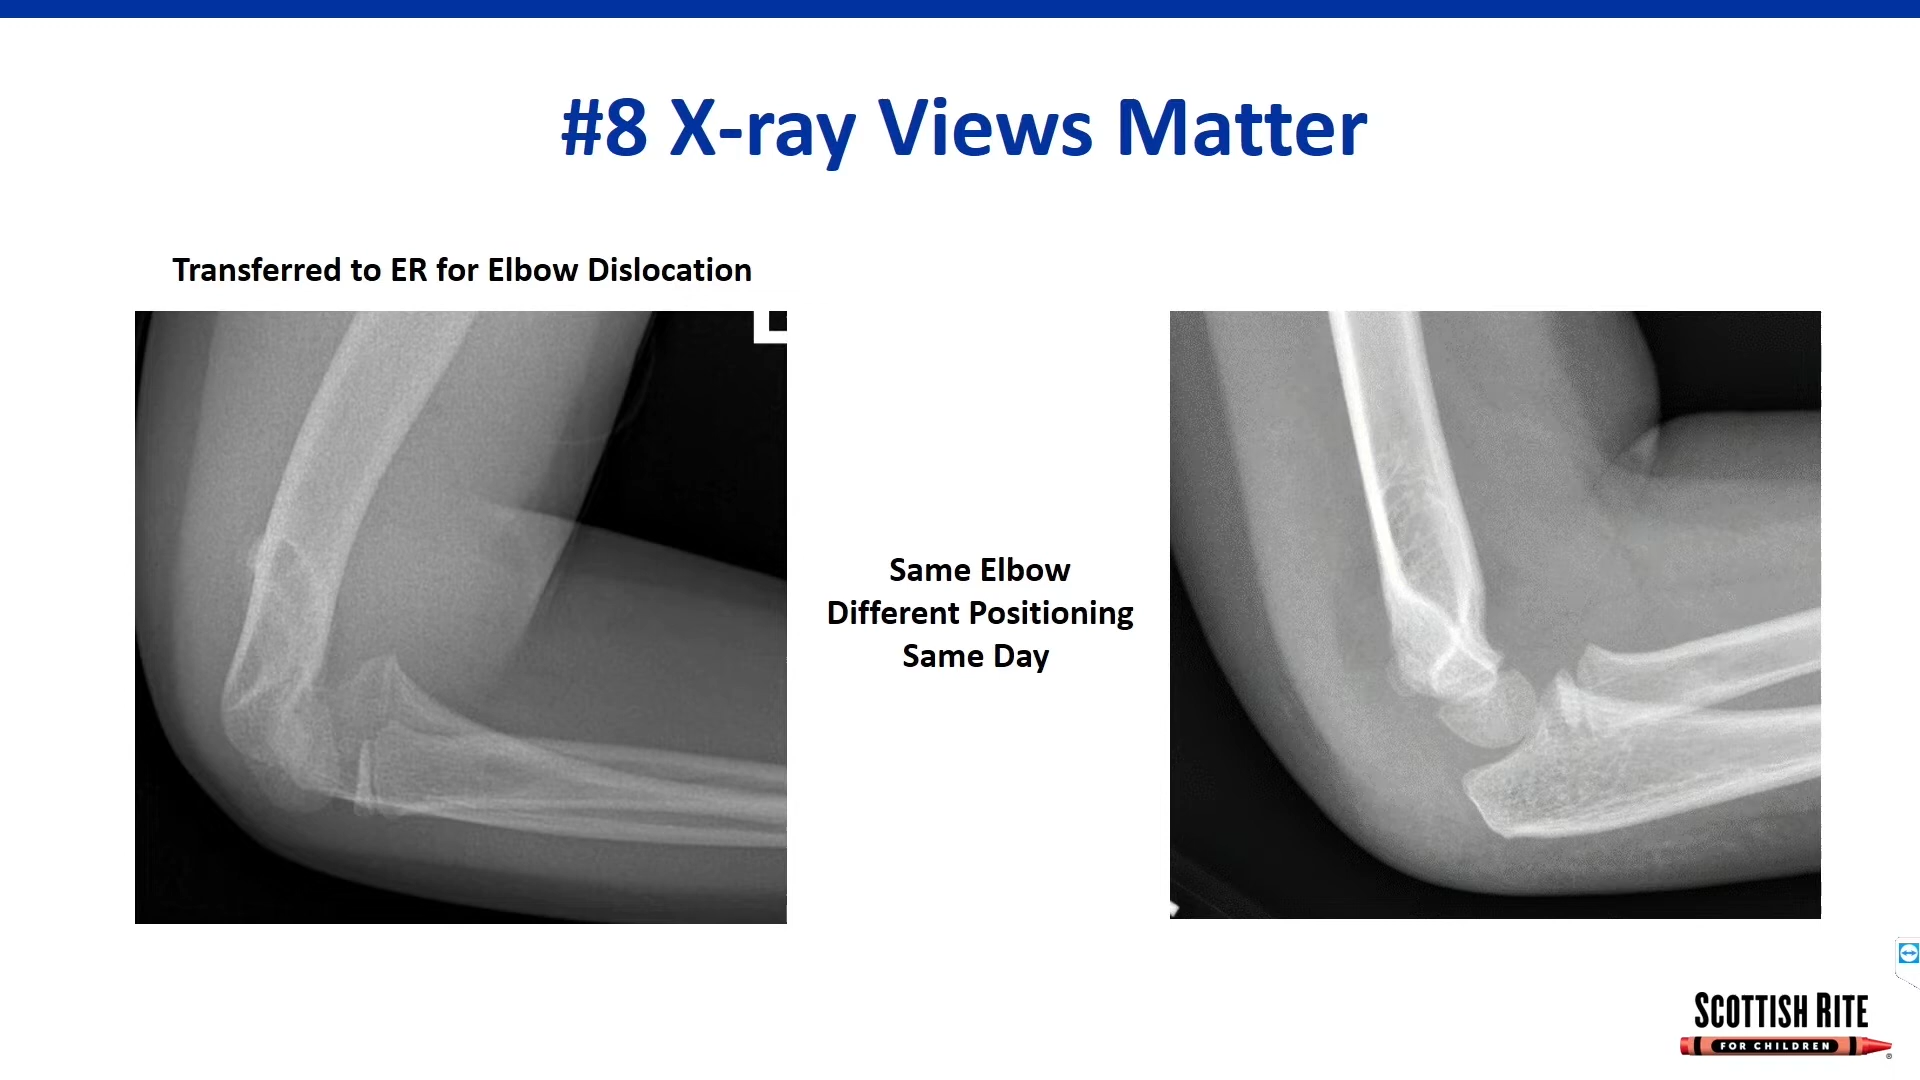 #8 X-ray Views Matter
Transferred to ER for Elbow Dislocation
Same Elbow
Different Positioning
Same Day
SCOTTISH RITE
FOR CHILDREN
®